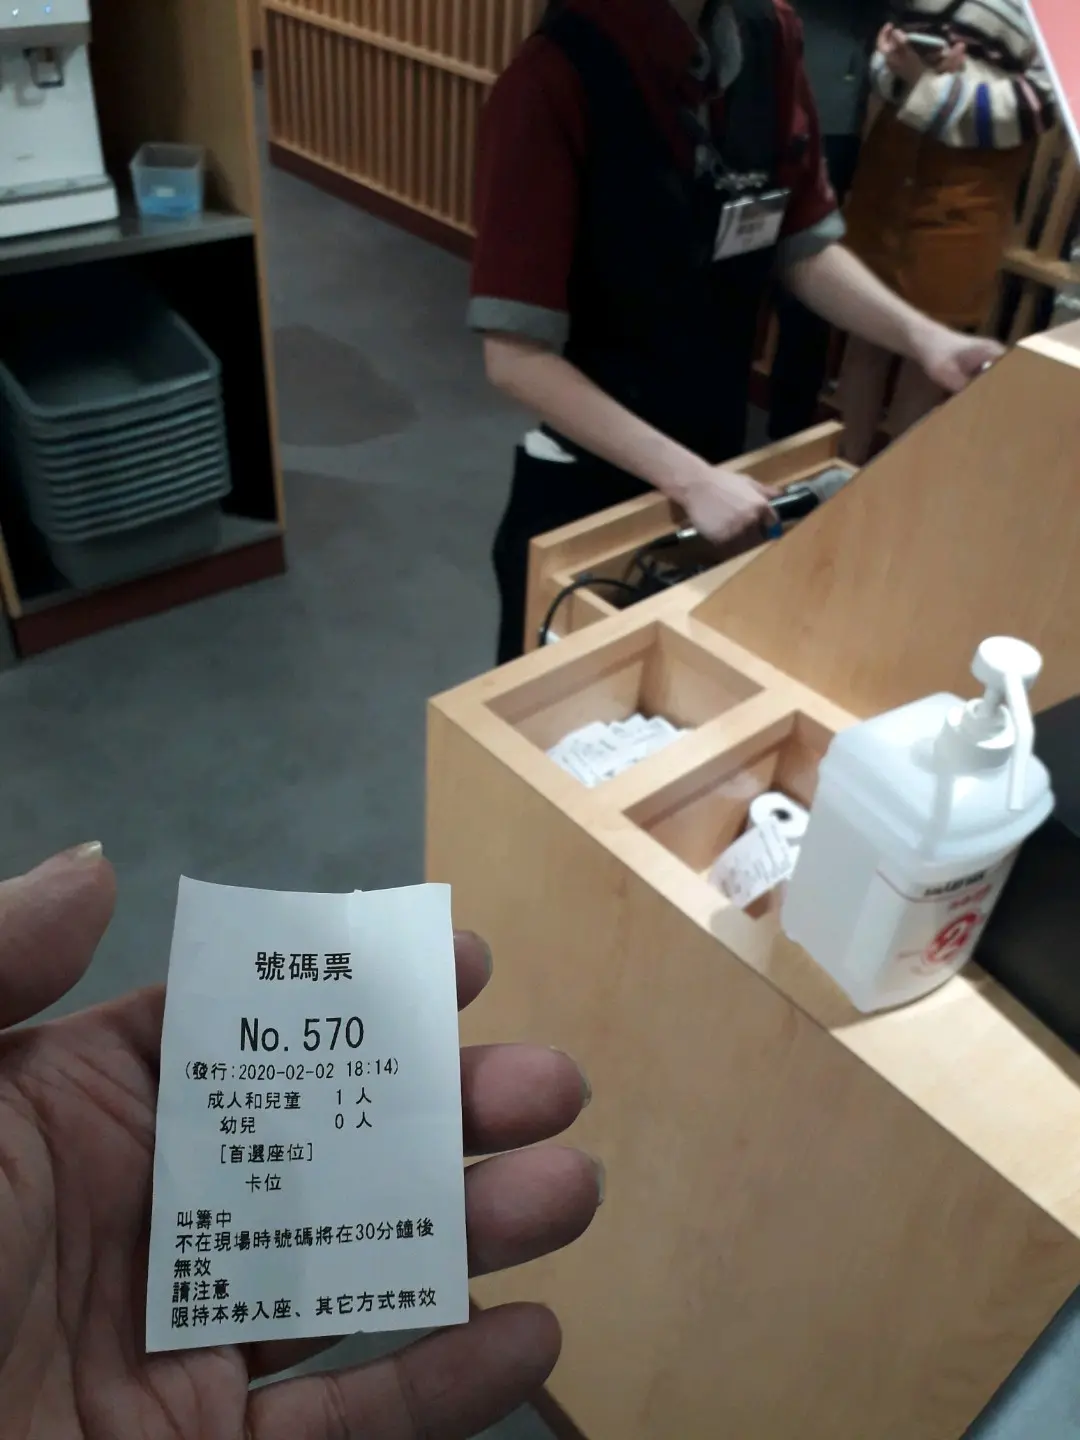 號碼票
No. 570
(發行:2020-02-02 18:14)
成人和兒童 1 人
幼兒 0 人
[首選座位]
卡位
叫籌中
不在現場時號碼將在30分鐘後
無效
請注意
限持本券入座、其它方式無效